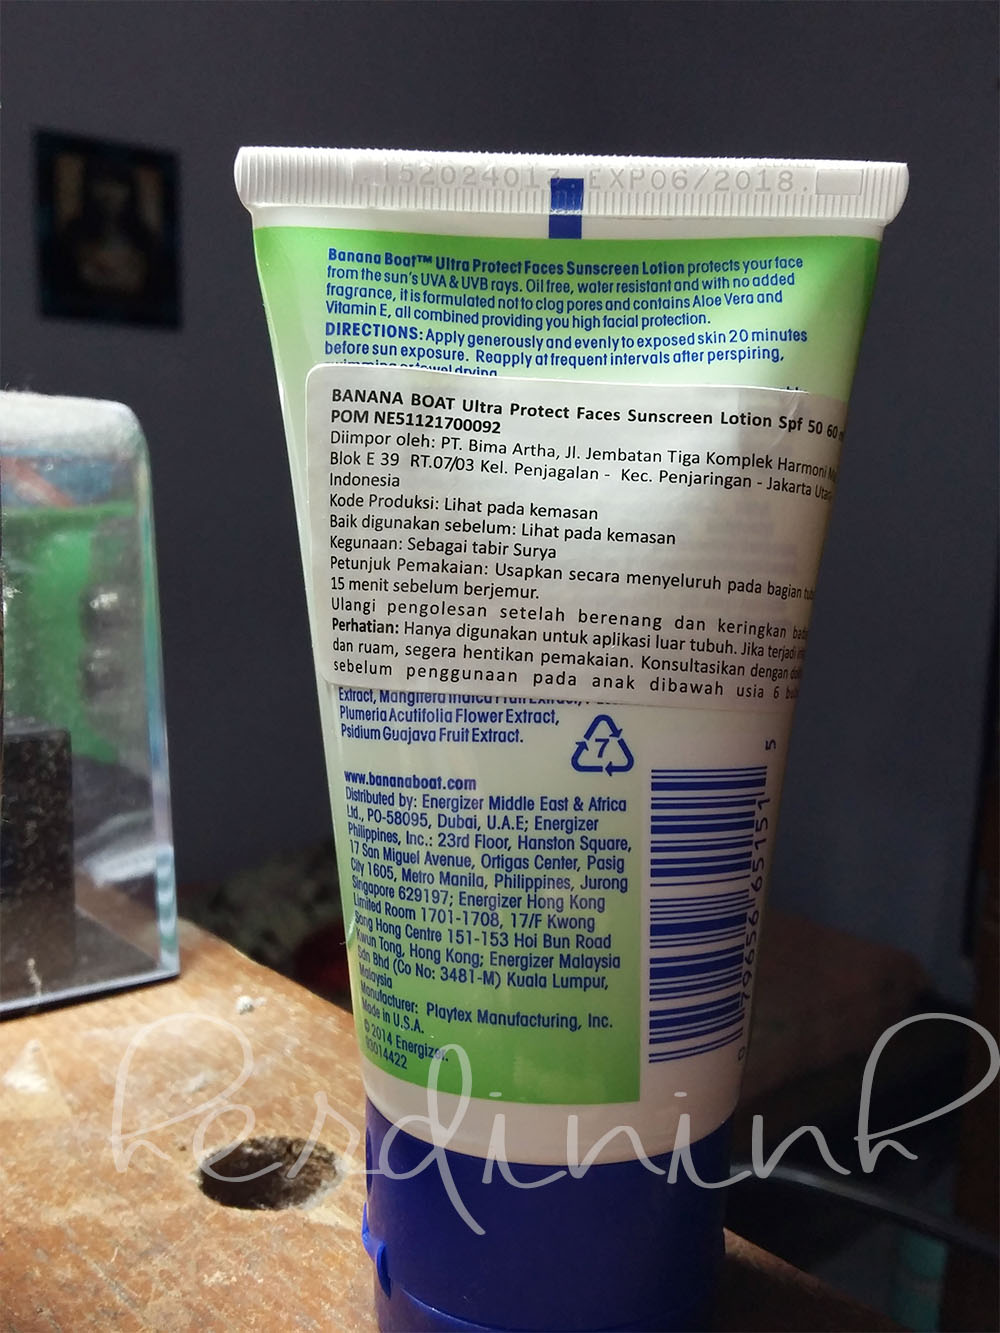 152024013. EXP06/2018.
Banana Boat™ Ultra Protect Faces Sunscreen Lotion protects your face
from the sun's UVA & UVB rays. Oil free, water resistant and with no added
fragrance, it is formulated not to clog pores and contains Aloe Vera and
Vitamin E, all combined providing you high facial protection.
DIRECTIONS: Apply generously and evenly to exposed skin 20 minutes
before sun exposure. Reapply at frequent intervals after perspiring,
swimming or towel drying
BANANA BOAT Ultra Protect Faces Sunscreen Lotion Spf 50 60
POM NE51121700092
Diimpor oleh: PT. Bima Artha, Jl. Jembatan Tiga Komplek Harmoni
Blok E 39 RT.07/03 Kel. Penjagalan - Kec. Penjaringan - Jakarta
Indonesia
Kode Produksi: Lihat pada kemasan
Baik digunakan sebelum: Lihat pada kemasan
Kegunaan: Sebagai tabir Surya
Petunjuk Pemakaian: Usapkan secara menyeluruh pada bagian
15 menit sebelum berjemur.
Ulangi pengolesan setelah berenang dan keringkan
Perhatian: Hanya digunakan untuk aplikasi luar tubuh. Jika terjadi
dan ruam, segera hentikan pemakaian. Konsultasikan dengan
sebelum penggunaan pada anak dibawah usia 6
Extract, Mangifera Indica Fruit Extract,
Plumeria Acutifolia Flower Extract,
Psidium Guajava Fruit Extract.
7
www.bananaboat.com
Distributed by: Energizer Middle East & Africa
Ltd., PO-58095, Dubai, U.A.E; Energizer
Philippines, Inc.: 23rd Floor, Hanston Square,
17 San Miguel Avenue, Ortigas Center, Pasig
City 1605, Metro Manila, Philippines, Jurong
Singapore 629197; Energizer Hong Kong
Limited Room 1701-1708, 17/F Kwong
Sang Hong Centre 151-153 Hoi Bun Road
Kwun Tong, Hong Kong; Energizer Malaysia
Sdn Bhd (Co No: 3481-M) Kuala Lumpur,
Malaysia
Manufacturer: Playtex Manufacturing, Inc.
Made in U.S.A.
© 2014 Energizer.
93014422
0 79656 65151 5
kesdinink